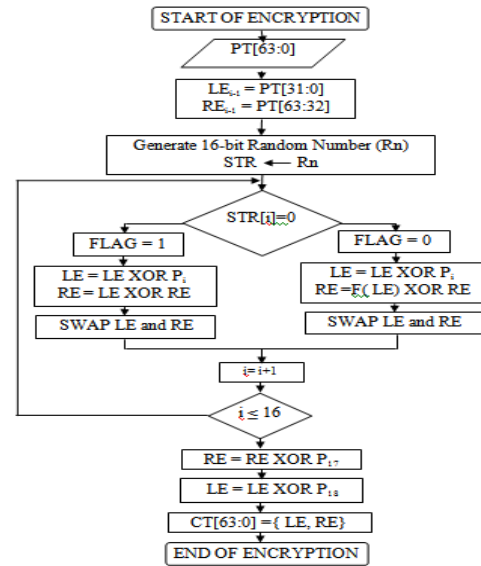 START OF ENCRYPTION
PT[63:0]
LEᵢ₋₁ = PT[31:0]
REᵢ₋₁ = PT[63:32]
Generate 16-bit Random Number (Rn)
STR ← Rn
STR[i]=0
FLAG = 1
FLAG = 0
LE = LE XOR Pᵢ
RE = LE XOR RE
LE = LE XOR Pᵢ
RE =F( LE) XOR RE
SWAP LE and RE
SWAP LE and RE
i= i+1
i ≤ 16
RE = RE XOR P₁₇
LE = LE XOR P₁₈
CT[63:0] ={ LE, RE}
END OF ENCRYPTION